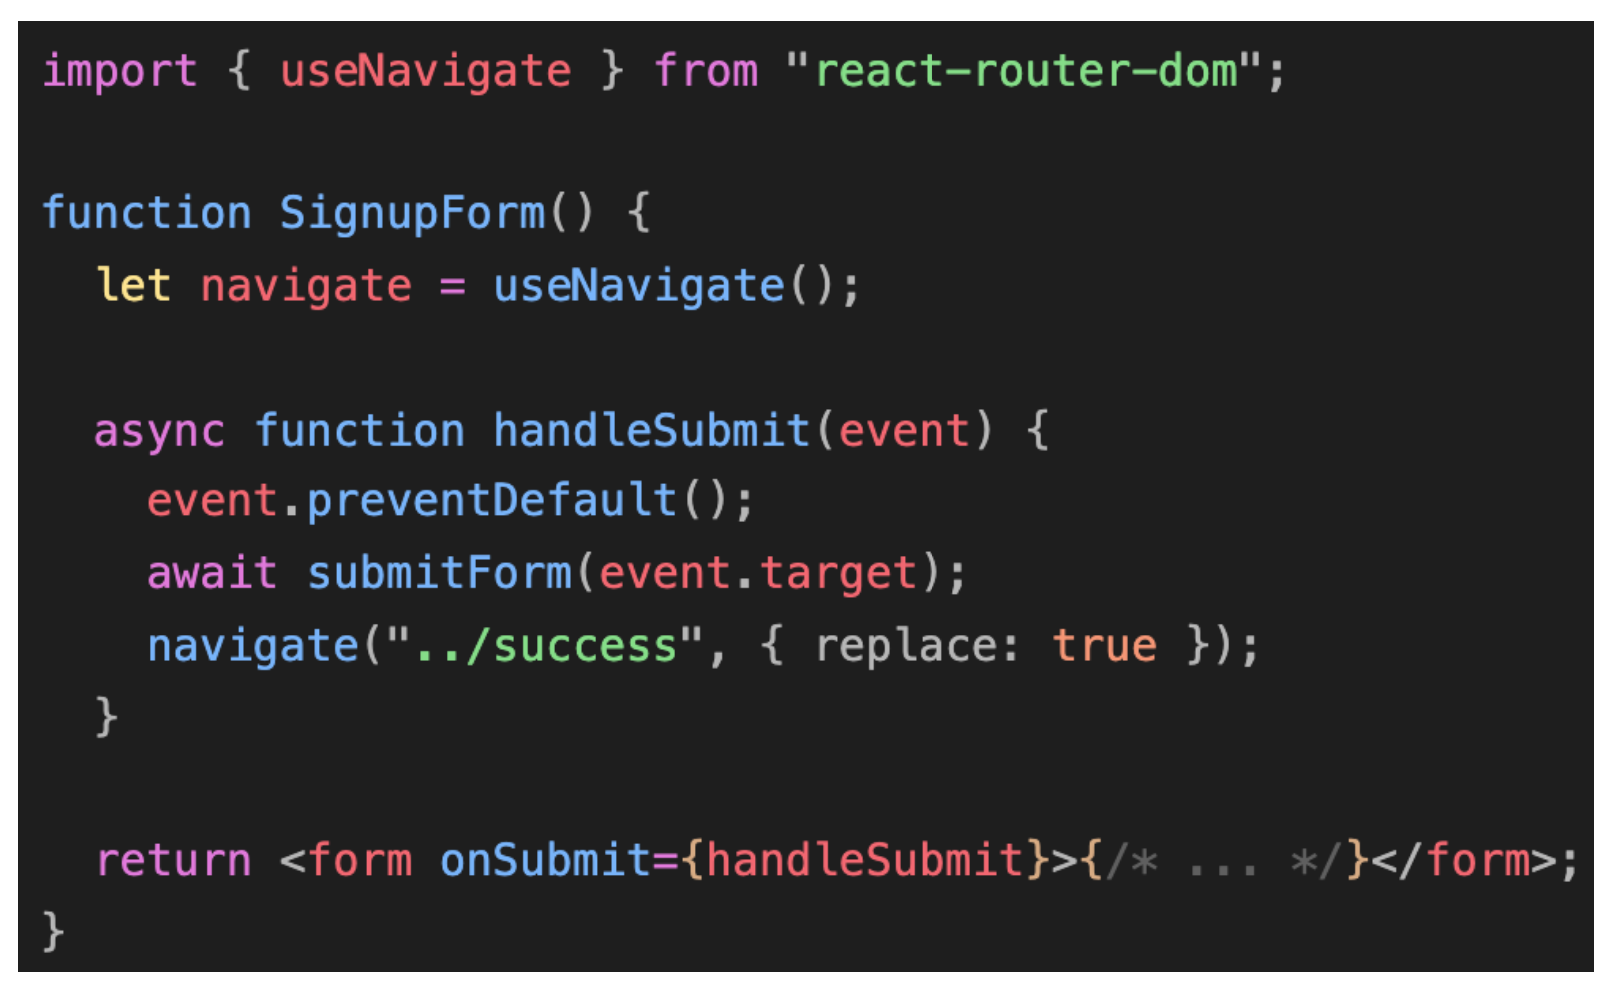 import { useNavigate } from "react-router-dom";
function SignupForm() {
let navigate = useNavigate();
async function handleSubmit(event) {
event.preventDefault();
await submitForm(event.target);
navigate("../success", { replace: true });
}
return <form onSubmit={handleSubmit}>{/* ... */}</form>;
}